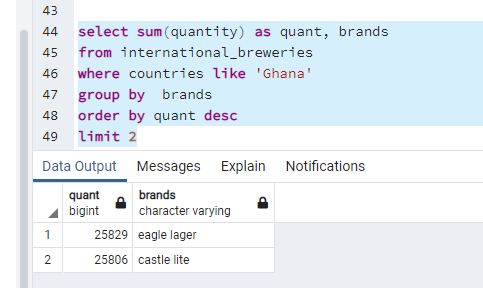 43
44 select sum(quantity) as quant, brands
45 from international_breweries
46 where countries like 'Ghana'
47 group by  brands
48 order by quant desc
49 limit 2
Data Output Messages Explain Notifications
quant bigint brands character varying
1 25829 eagle lager
2 25806 castle lite